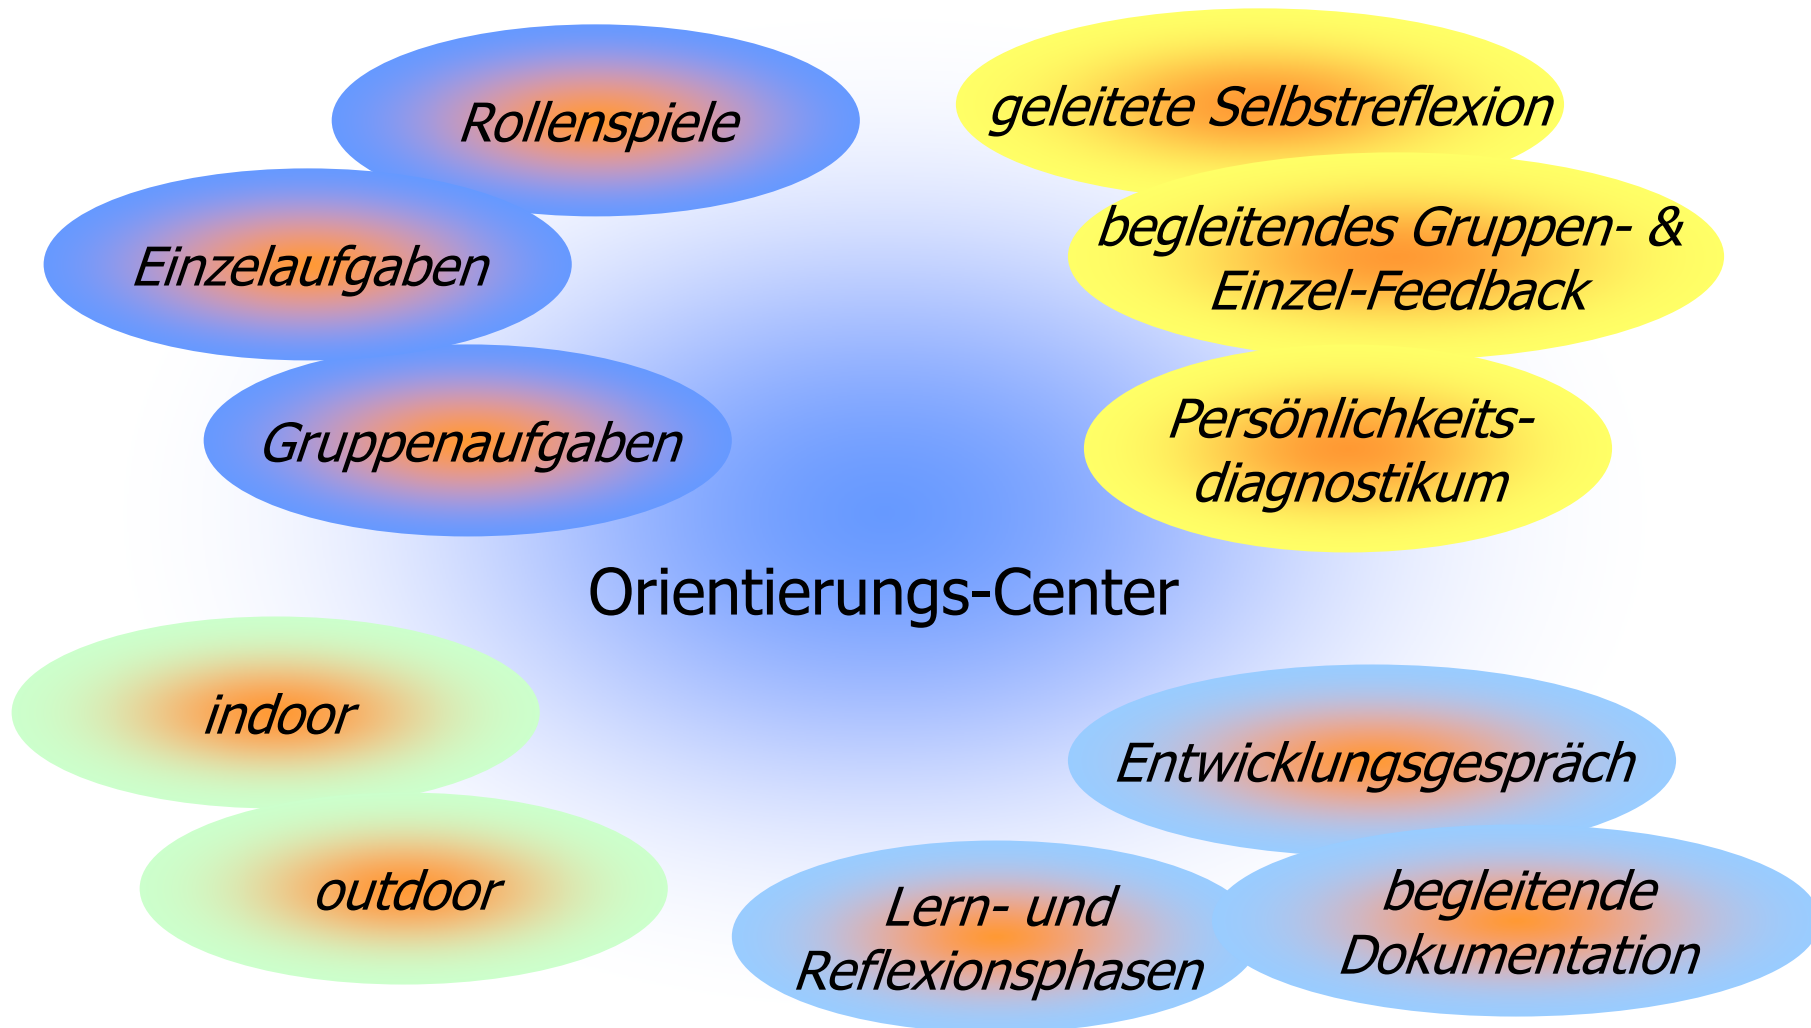 Rollenspiele
Einzelaufgaben
Gruppenaufgaben
geleitete Selbstreflexion
begleitendes Gruppen- &
Einzel-Feedback
Persönlichkeits-
diagnostikum
Orientierungs-Center
indoor
outdoor
Entwicklungsgespräch
Lern- und
Reflexionsphasen
begleitende
Dokumentation